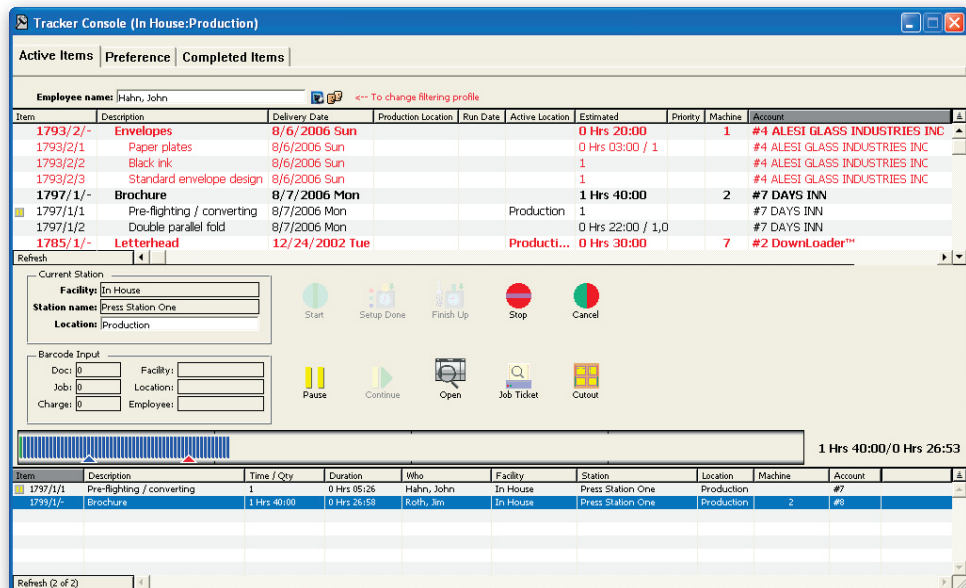 Tracker Console (In House:Production)
Active Items Preference Completed Items
Employee name: Hahn, John <-- To change filtering profile
Item Description Delivery Date Production Location Run Date Active Location Estimated Priority Machine Account
1793/2/- Envelopes 8/6/2006 Sun 0 Hrs 20:00 1 #4 ALESI GLASS INDUSTRIES INC
1793/2/1 Paper plates 8/6/2006 Sun 0 Hrs 03:00 / 1 #4 ALESI GLASS INDUSTRIES INC
1793/2/2 Black ink 8/6/2006 Sun 1 #4 ALESI GLASS INDUSTRIES INC
1793/2/3 Standard envelope design 8/6/2006 Sun 1 #4 ALESI GLASS INDUSTRIES INC
1797/1/- Brochure 8/7/2006 Mon 1 Hrs 40:00 2 #7 DAYS INN
1797/1/1 Pre-flighting / converting 8/7/2006 Mon Production 1 #7 DAYS INN
1797/1/2 Double parallel fold 8/7/2006 Mon 0 Hrs 22:00 / 1,0 #7 DAYS INN
1785/1/- Letterhead 12/24/2002 Tue Producti... 0 Hrs 30:00 7 #2 DownLoader™
Refresh
Current Station
Facility: In House
Station name: Press Station One
Location: Production
Start Setup Done Finish Up Stop Cancel
Barcode Input
Doc: 0 Facility:
Job: 0 Location:
Charge: 0 Employee:
Pause Continue Open Job Ticket Cutout
1 Hrs 40:00/0 Hrs 26:53
Item Description Time / Qty Duration Who Facility Station Location Machine Account
1797/1/1 Pre-flighting / converting 1 0 Hrs 05:26 Hahn, John In House Press Station One Production #7
1799/1/- Brochure 1 Hrs 40:00 0 Hrs 26:58 Roth, Jim In House Press Station One Production 2 #8
Refresh (2 of 2)